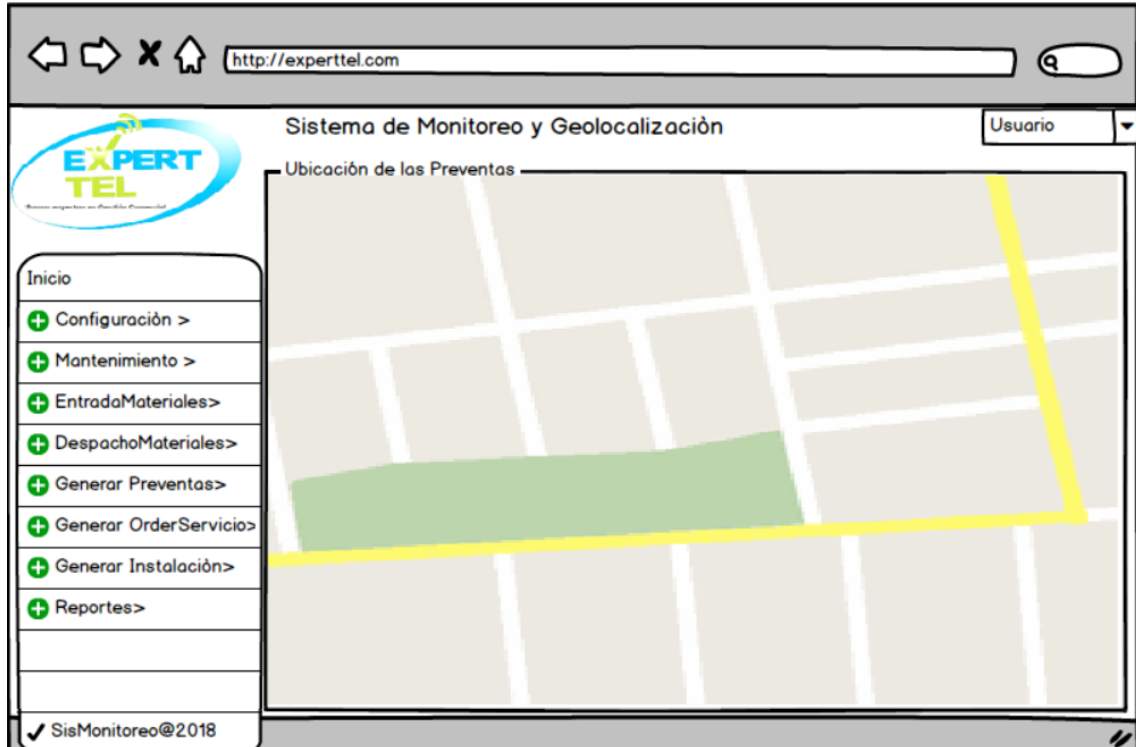 http://experttel.com
EXPERT
TEL
Sistema de Monitoreo y Geolocalizaciòn
Usuario
Ubicación de las Preventas
Inicio
Configuraciòn >
Mantenimiento >
EntradaMateriales>
DespachoMateriales>
Generar Preventas>
Generar OrderServicio>
Generar Instalaciòn>
Reportes>
SisMonitoreo@2018